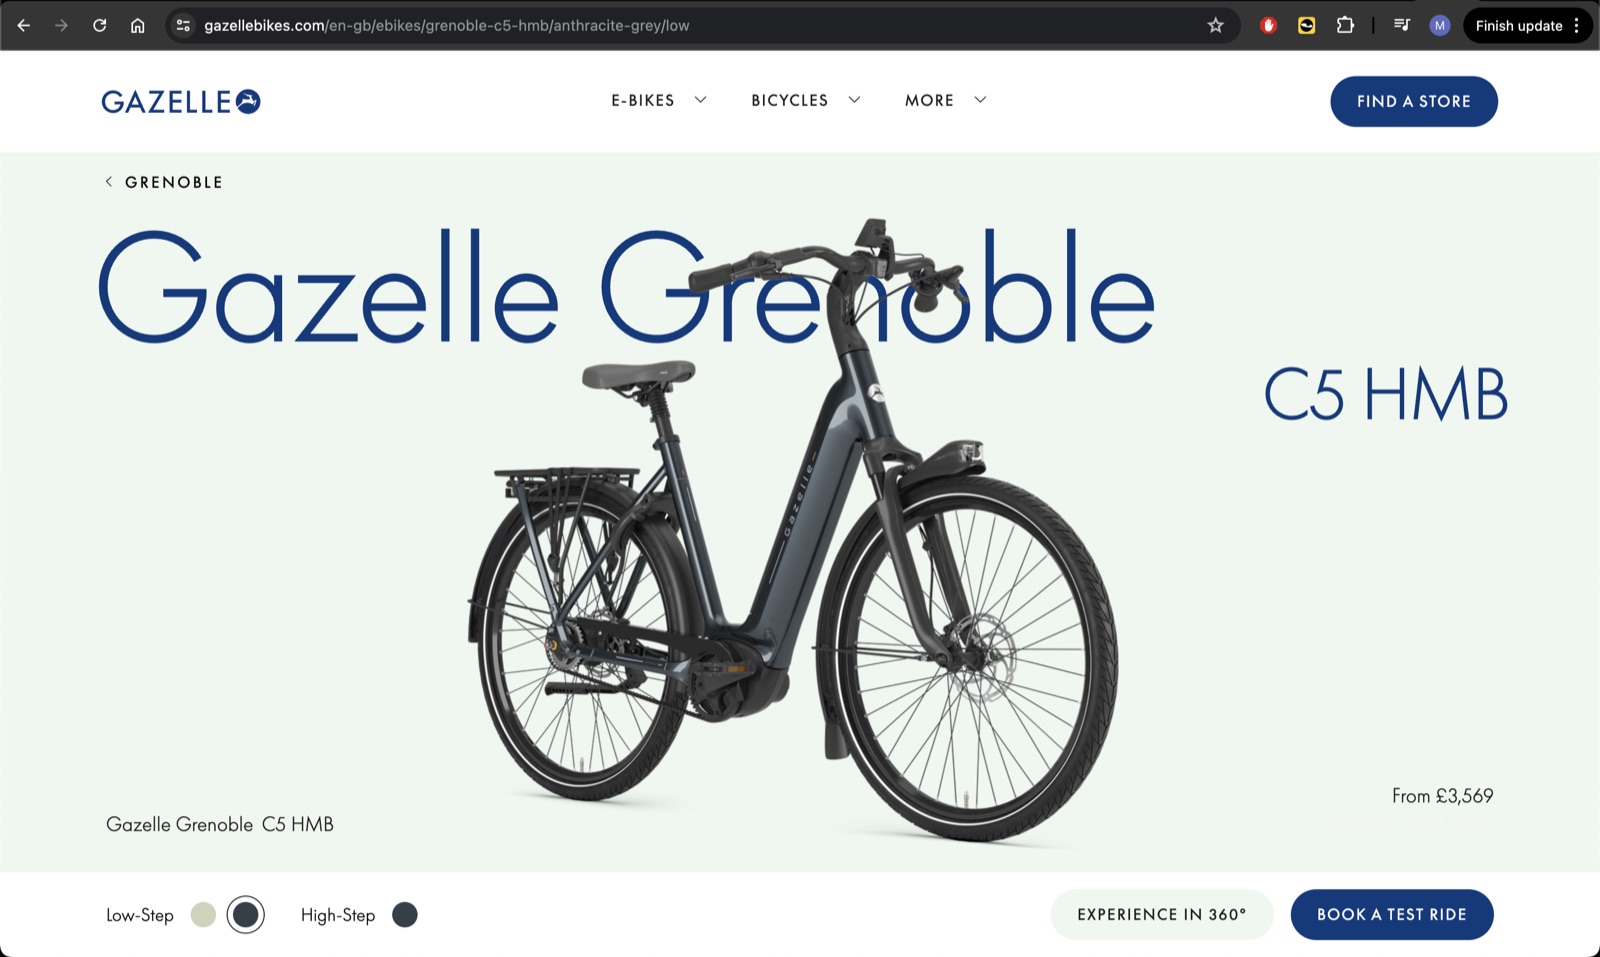 gazellebikes.com/en-gb/ebikes/grenoble-c5-hmb/anthracite-grey/low
M
Finish update
GAZELLE
E-BIKES
BICYCLES
MORE
FIND A STORE
GRENOBLE
Gazelle Grenoble
C5 HMB
Gazelle
From £3,569
Gazelle Grenoble C5 HMB
Low-Step
High-Step
EXPERIENCE IN 360°
BOOK A TEST RIDE